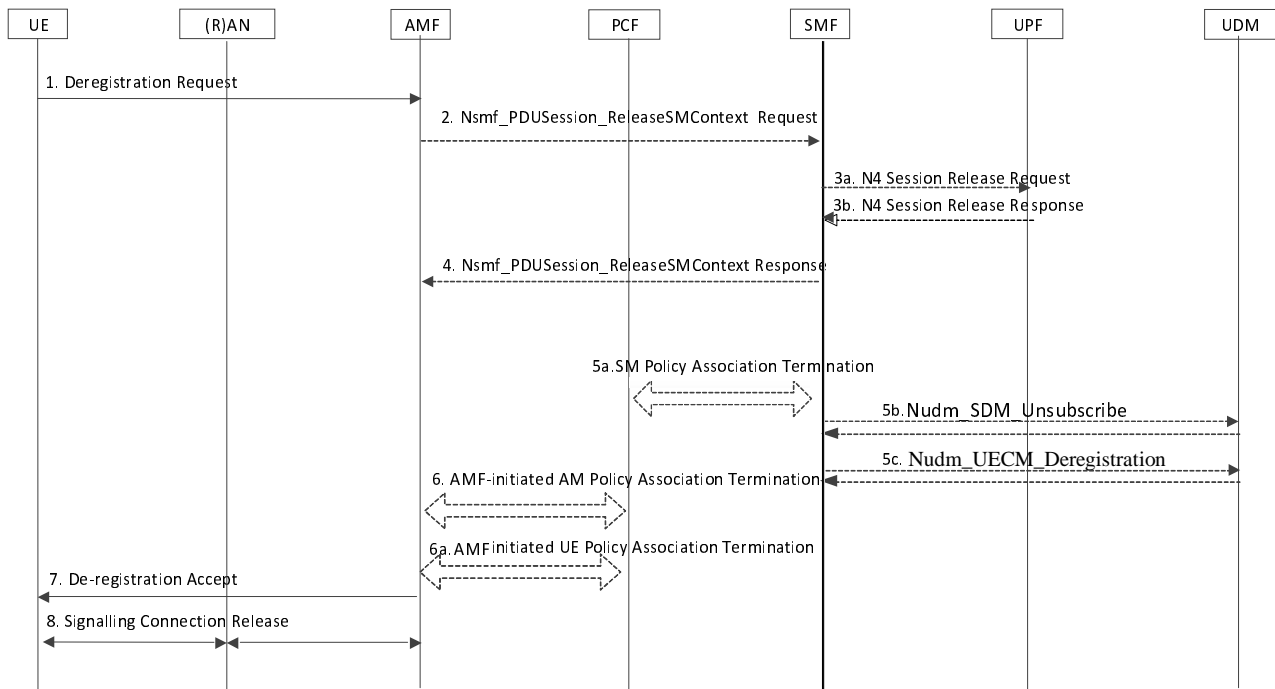 UE
(R)AN
AMF
PCF
SMF
UPF
UDM
1. Deregistration Request
2. Nsmf_PDUSession_ReleaseSMContext Request
3a. N4 Session Release Request
3b. N4 Session Release Response
4. Nsmf_PDUSession_ReleaseSMContext Response
5a.SM Policy Association Termination
5b. Nudm_SDM_Unsubscribe
5c. Nudm_UECM_Deregistration
6. AMF-initiated AM Policy Association Termination
6a. AMF initiated UE Policy Association Termination
7. De-registration Accept
8. Signalling Connection Release